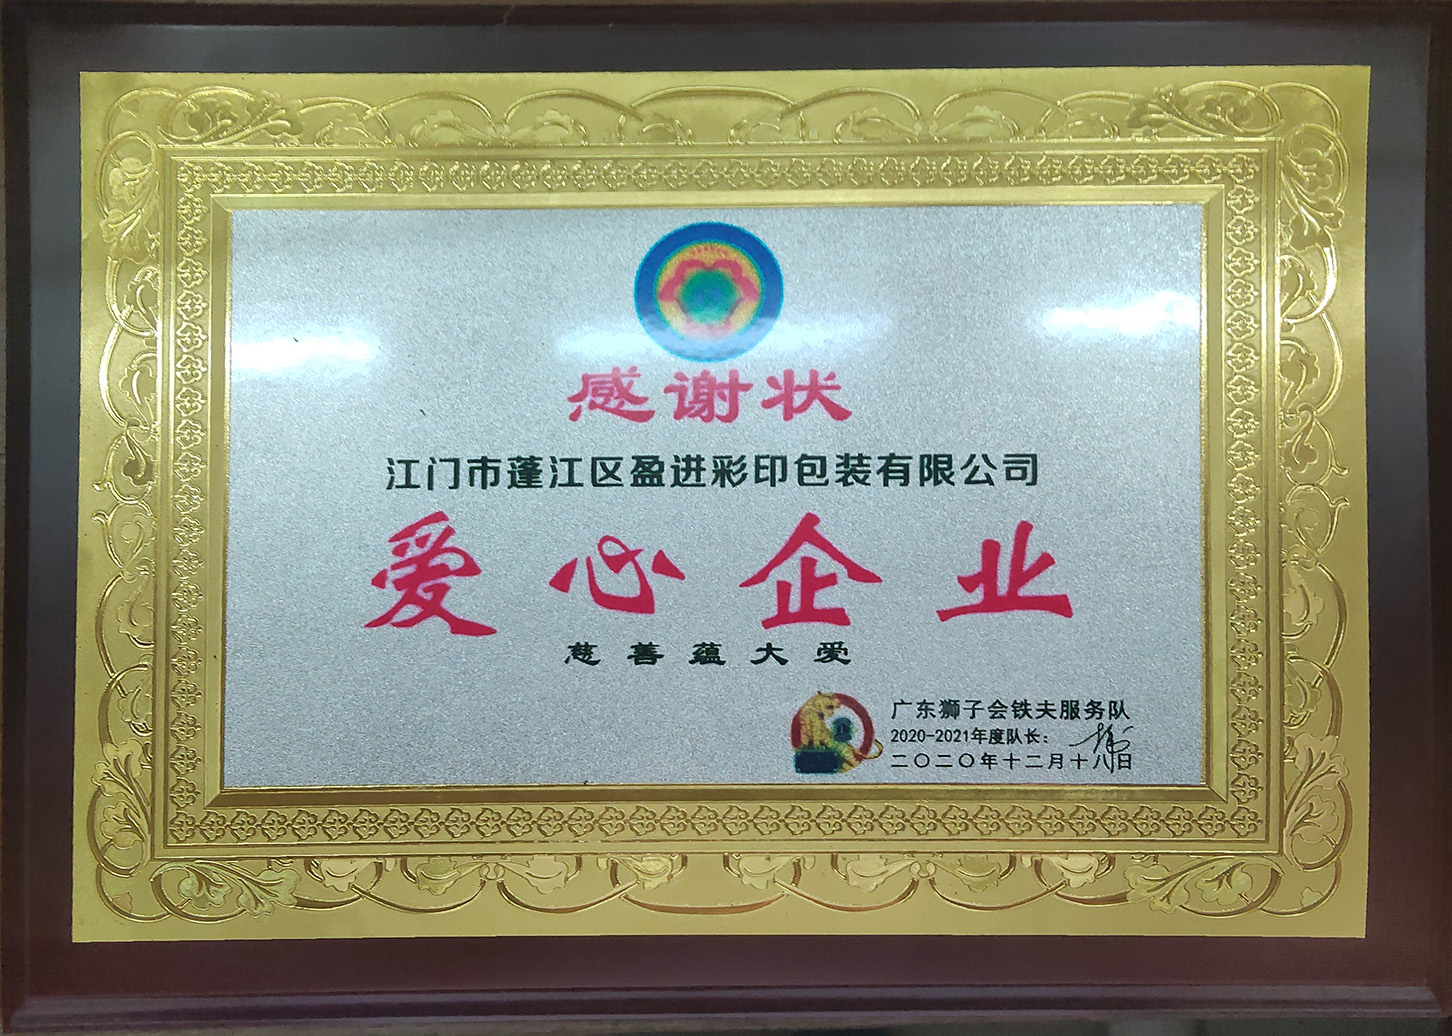 感谢状
江门市蓬江区盈进彩印包装有限公司
爱心企业
慈善蕴大爱
广东狮子会铁夫服务队
2020-2021年度队长：
二〇二〇年十二月十八日